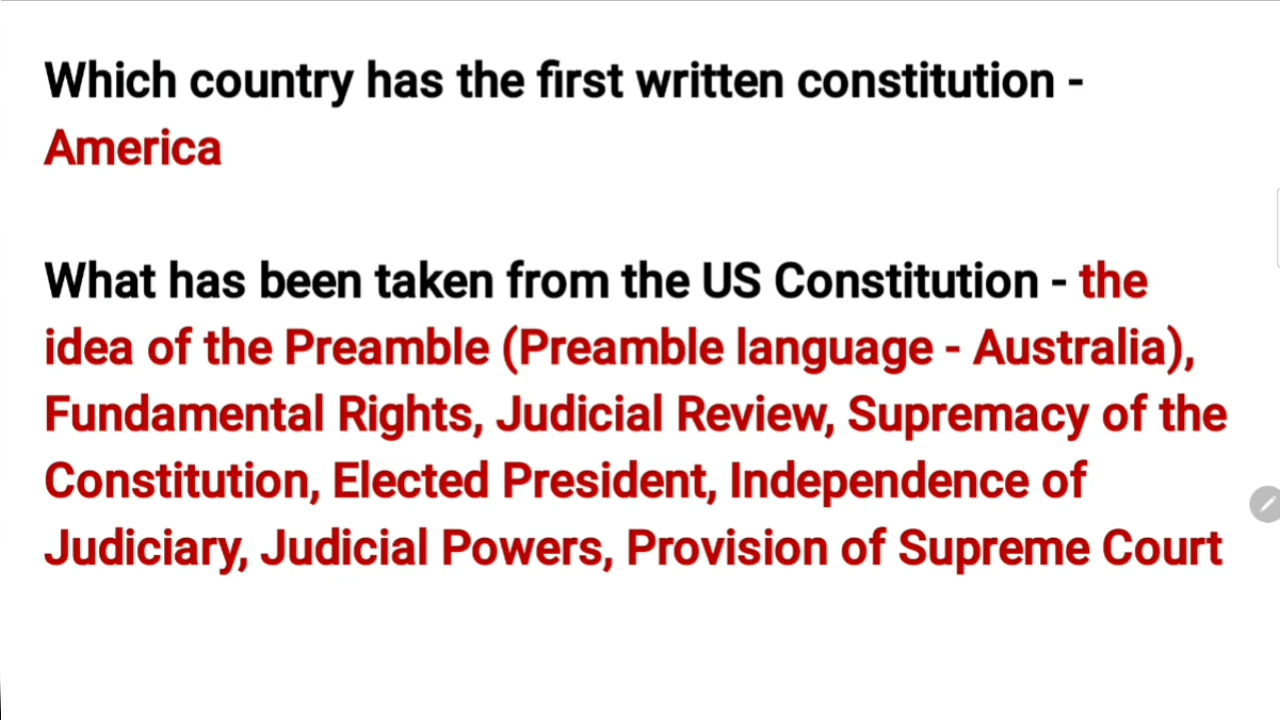 Which country has the first written constitution -
America
What has been taken from the US Constitution - the
idea of the Preamble (Preamble language - Australia),
Fundamental Rights, Judicial Review, Supremacy of the
Constitution, Elected President, Independence of
Judiciary, Judicial Powers, Provision of Supreme Court